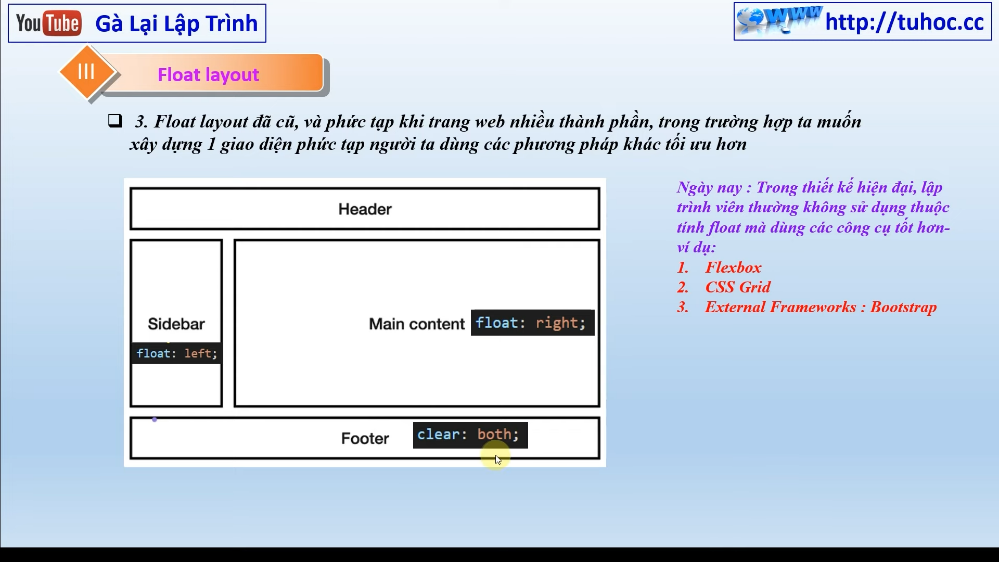 YouTube Gà Lại Lập Trình
http://tuhoc.cc
III Float layout
3. Float layout đã cũ, và phức tạp khi trang web nhiều thành phần, trong trường hợp ta muốn
xây dựng 1 giao diện phức tạp người ta dùng các phương pháp khác tối ưu hơn
Header
Sidebar
float: left;
Main content float: right;
Footer clear: both;
Ngày nay : Trong thiết kế hiện đại, lập
trình viên thường không sử dụng thuộc
tính float mà dùng các công cụ tốt hơn-
ví dụ:
1. Flexbox
2. CSS Grid
3. External Frameworks : Bootstrap